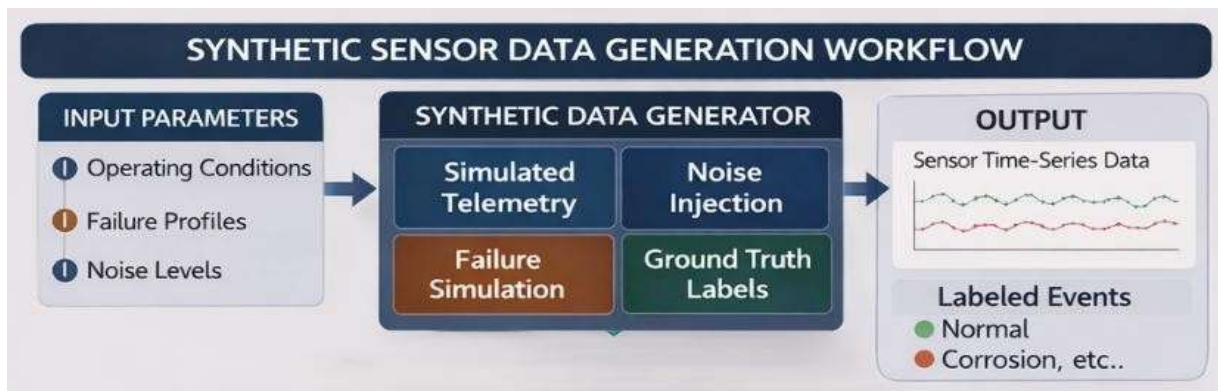 SYNTHETIC SENSOR DATA GENERATION WORKFLOW
INPUT PARAMETERS
Operating Conditions
Failure Profiles
Noise Levels
SYNTHETIC DATA GENERATOR
Simulated
Telemetry
Noise
Injection
Failure
Simulation
Ground Truth
Labels
OUTPUT
Sensor Time-Series Data
Labeled Events
Normal
Corrosion, etc..